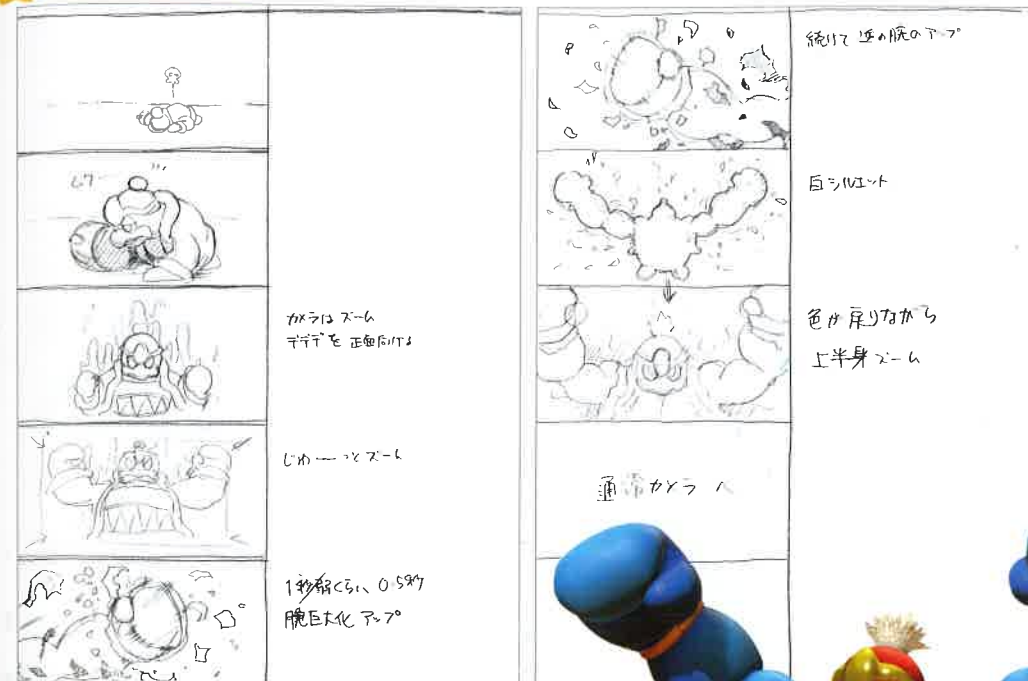 ムク
カメラは ズーム
デデデを 正面向ける
じわーっとズーム
1秒弱くらい、0.5秒
腕巨大化 アップ
続けて 逆の腕のアップ
白シルエット
色が戻りながら
上半身ズーム
通常カメラへ